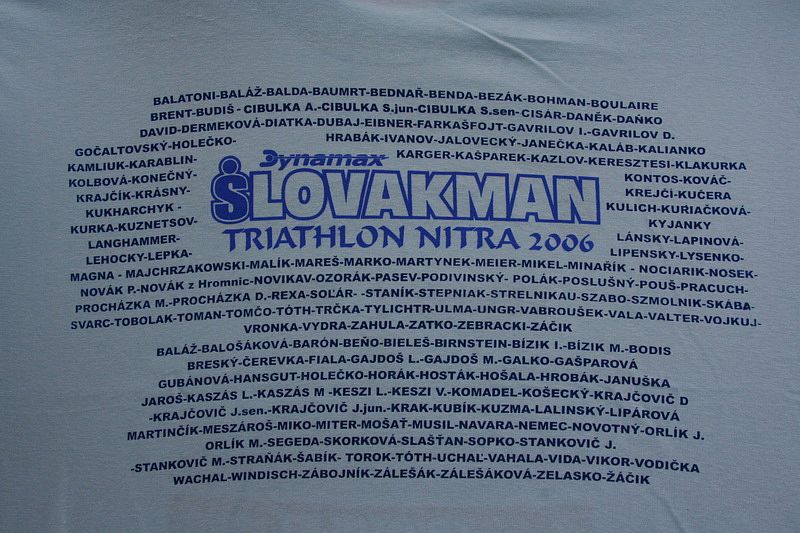 BALATONI-BALÁŽ-BALDA-BAUMRT-BEDNAŘ-BENDA-BEZÁK-BOHMAN-BOULAIRE
BRENT-BUDIŠ - CIBULKA A.-CIBULKA S.jun-CIBULKA S.sen-CISÁR-DANĚK-DAŇKO
DAVID-DERMEKOVÁ-DIATKA-DUBAJ-EIBNER-FARKAŠFOJT-GAVRILOV I.-GAVRILOV D.
GOČALTOVSKÝ-HOLEČKO- HRABÁK-IVANOV-JALOVECKÝ-JANEČKA-KALÁB-KALIANKO
KAMLIUK-KARABLIN- Dynamax KARGER-KAŠPAREK-KAZLOV-KERESZTESI-KLAKURKA
KOLBOVÁ-KONEČNÝ- KONTOS-KOVÁČ-
KRAJČÍK-KRÁSNY- KREJČÍ-KUČERA
SLOVAKMAN
KUKHARCHYK - KULICH-KURIAČKOVÁ-
KURKA-KUZNETSOV- KYJANKY
TRIATHLON NITRA 2006
LANGHAMMER- LÁNSKY-LAPINOVÁ-
LEHOCKY-LEPKA- LIPENSKY-LYSENKO-
MAGNA - MAJCHRZAKOWSKI-MALÍK-MAREŠ-MARKO-MARTYNEK-MEIER-MIKEL-MINAŘIK - NOCIARIK-NOSEK-
NOVÁK P.-NOVÁK z Hromnic-NOVIKAV-OZORÁK-PASEV-PODIVINSKÝ- POLÁK-POSLUŠNÝ-POUŠ-PRACUCH-
PROCHÁZKA M.-PROCHÁZKA D.-REXA-SOĽÁR- -STANÍK-STEPNIAK-STRELNIKAU-SZABO-SZMOLNIK-SKÁBA-
SVARC-TOBOLAK-TOMAN-TOMČO-TÓTH-TRČKA-TYLICHTR-ULMA-UNGR-VABROUŠEK-VALA-VALTER-VOJKUJ-
VRONKA-VYDRA-ZAHULA-ZATKO-ZEBRACKI-ZÁČIK
BALÁŽ-BALOŠÁKOVÁ-BARÓN-BEŇO-BIELEŠ-BIRNSTEIN-BÍZIK I.-BÍZIK M.-BODIS
BRESKÝ-ČEREVKA-FIALA-GAJDOŠ L.-GAJDOŠ M.-GALKO-GAŠPAROVÁ
GUBÁNOVÁ-HANSGUT-HOLEČKO-HORÁK-HOSTÁK-HOŠALA-HROBÁK-JANUŠKA
JAROŠ-KASZÁS J.-KASZÁS M -KESZI L.-KESZI V.-KOMADEL-KOŠECKÝ-KRAJČOVIČ D
-KRAJČOVIČ J.sen.-KRAJČOVIČ J.jun.-KRAK-KUBÍK-KUZMA-LALINSKÝ-LIPÁROVÁ
MARTINČÍK-MESZÁROŠ-MIKO-MITER-MOŠAŤ-MUSIL-NAVARA-NEMEC-NOVOTNÝ-ORLÍK J.
ORLÍK M.-SEGEDA-SKORKOVÁ-SLAŠŤAN-SOPKO-STANKOVIČ J.
-STANKOVIČ M.-STRAŇÁK-ŠABÍK- TOROK-TÓTH-UCHAĽ-VAHALA-VIDA-VIKOR-VODIČKA
WACHAL-WINDISCH-ZÁBOJNÍK-ZÁLEŠÁK-ZÁLEŠÁKOVÁ-ZELASKO-ŽÁČIK